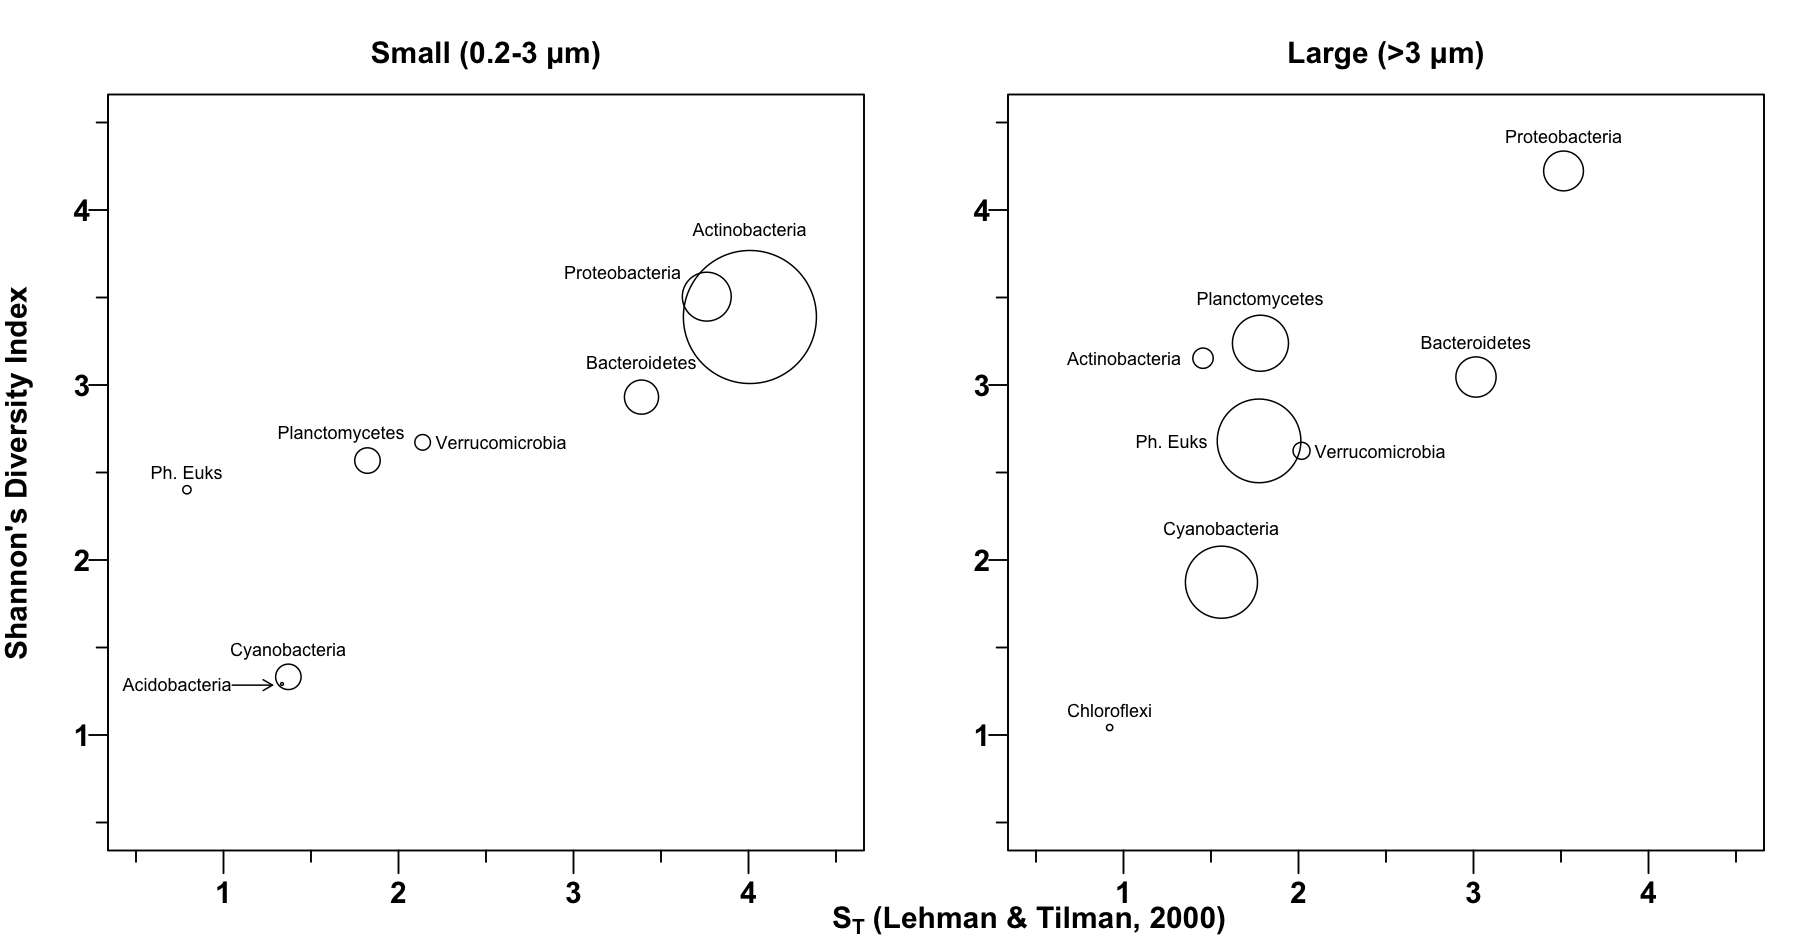 Small (0.2-3 µm)
Large (>3 µm)
Shannon's Diversity Index
4
3
2
1
Actinobacteria
Proteobacteria
Bacteroidetes
Planctomycetes
Verrucomicrobia
Ph. Euks
Cyanobacteria
Acidobacteria
1 2 3 4
4
3
2
1
Proteobacteria
Planctomycetes
Actinobacteria
Bacteroidetes
Ph. Euks
Verrucomicrobia
Cyanobacteria
Chloroflexi
1 2 3 4
S_T (Lehman & Tilman, 2000)